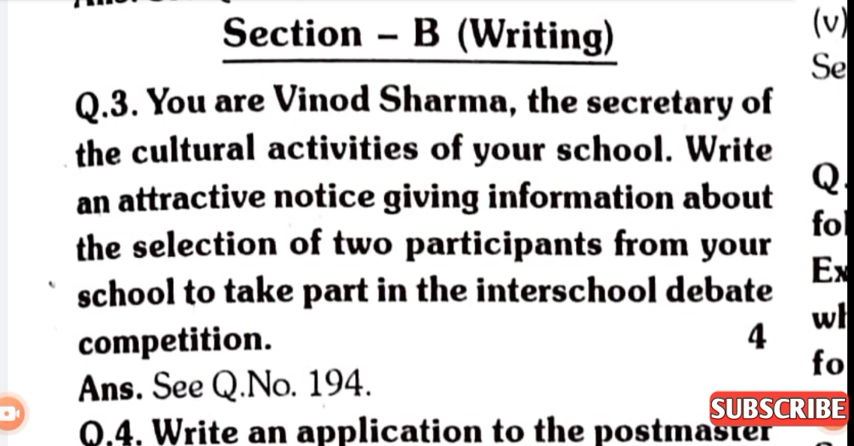 Section – B (Writing)
Q.3. You are Vinod Sharma, the secretary of
the cultural activities of your school. Write
an attractive notice giving information about
the selection of two participants from your
school to take part in the interschool debate
competition. 4
Ans. See Q.No. 194.
Q.4. Write an application to the postmaster
(v)
Se
Q.
fol
Ex
wh
fo
SUBSCRIBE